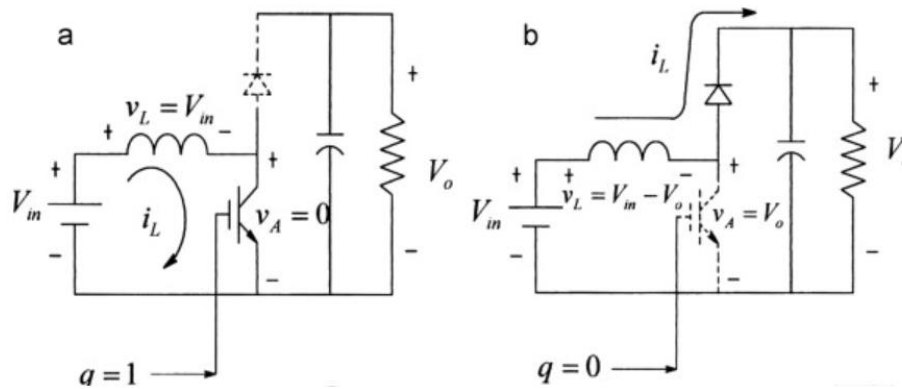 a
v_L = V_in
+ -
+
V_in
-
i_L
+
v_A = 0
-
+
V_o
-
q = 1
b
i_L
+ -
v_L = V_in - V_o
+
V_in
-
+
v_A = V_o
-
+
-
q = 0